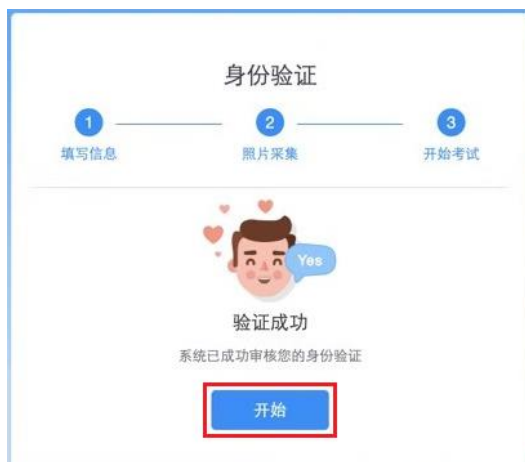 身份验证
1 2 3
填写信息 照片采集 开始考试
Yes
验证成功
系统已成功审核您的身份验证
开始